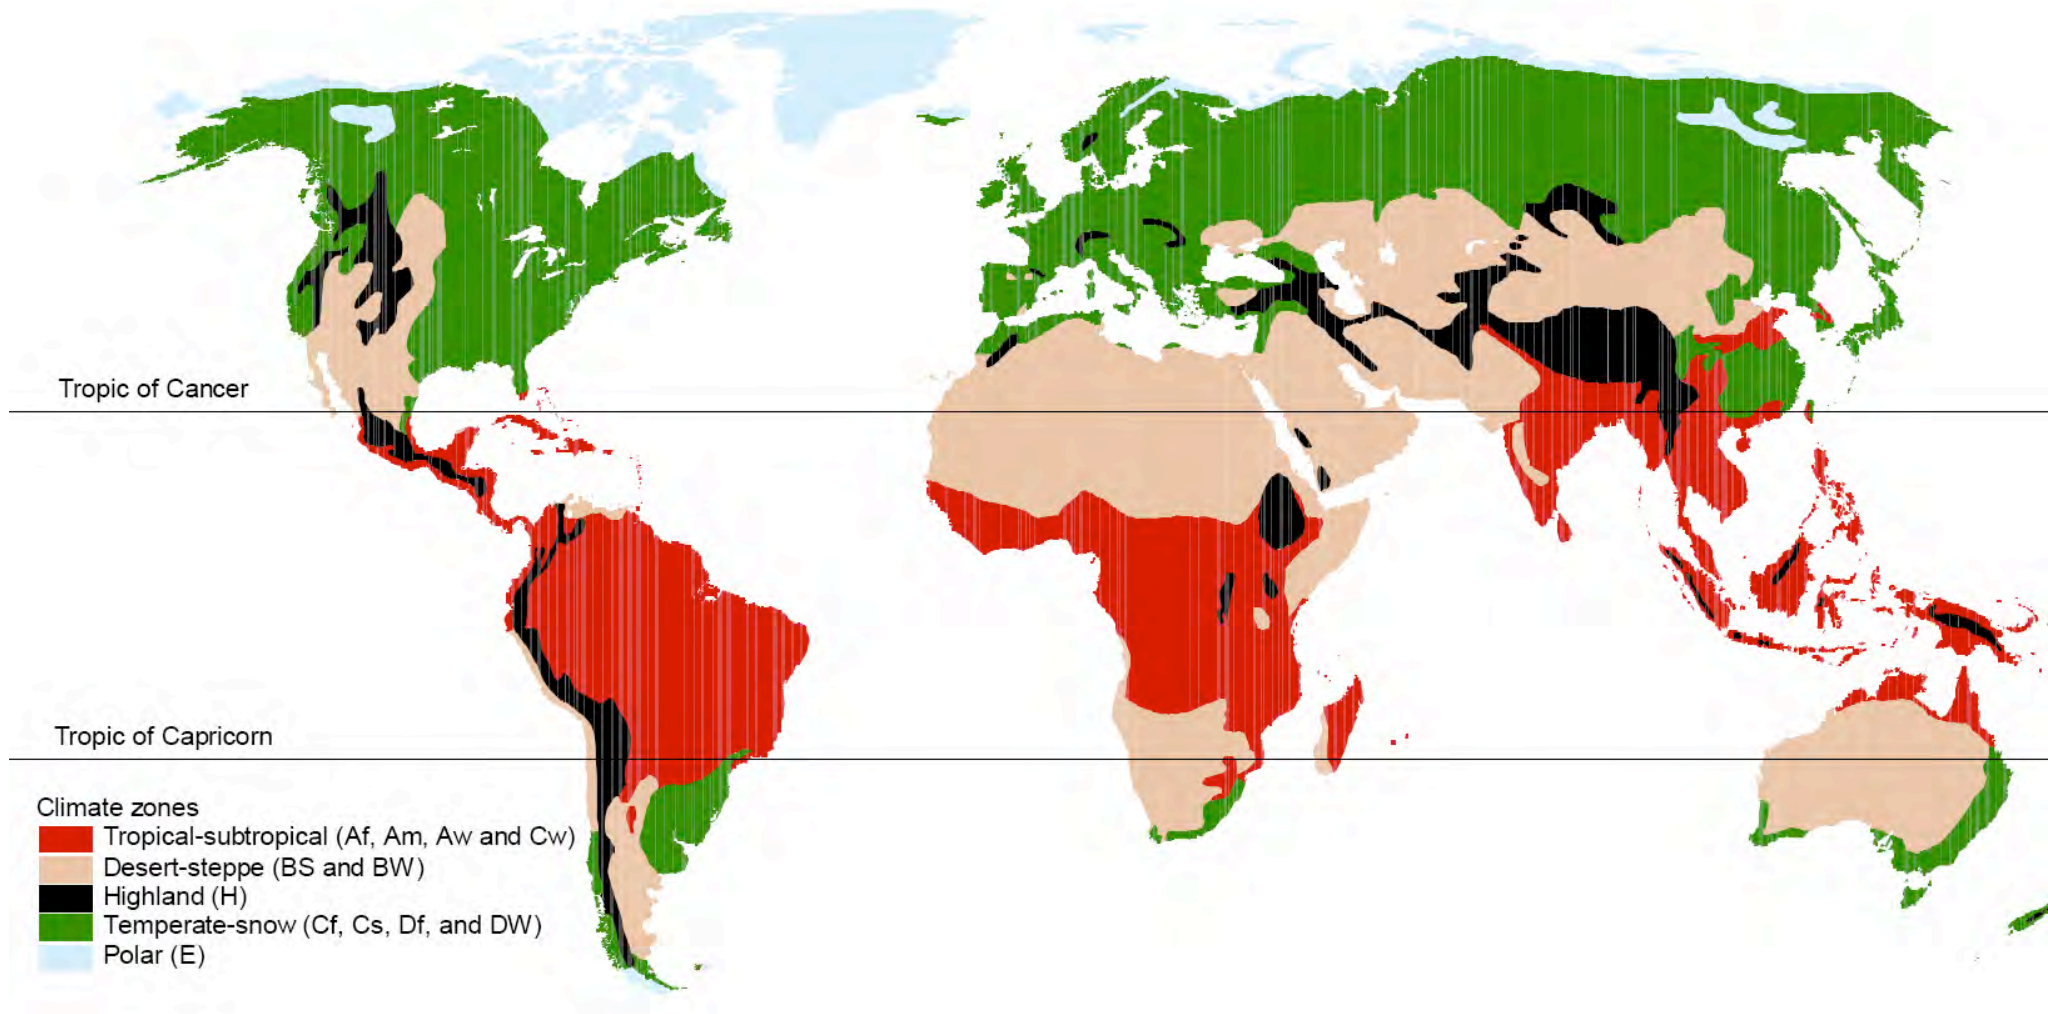 Tropic of Cancer
Tropic of Capricorn
Climate zones
Tropical-subtropical (Af, Am, Aw and Cw)
Desert-steppe (BS and BW)
Highland (H)
Temperate-snow (Cf, Cs, Df, and DW)
Polar (E)